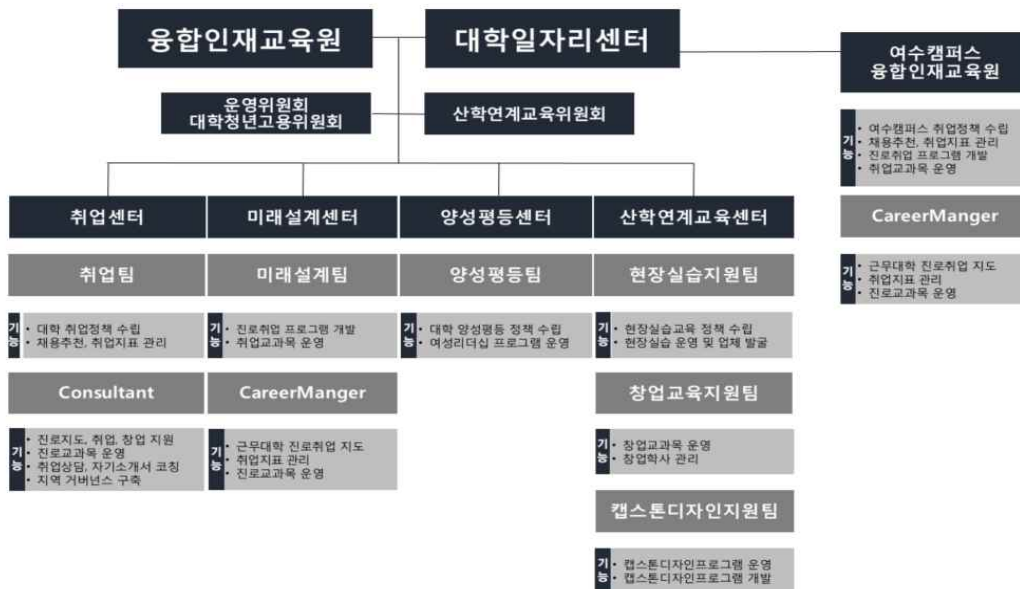 융합인재교육원
대학일자리센터
여수캠퍼스
융합인재교육원
운영위원회
대학청년고용위원회
산학연계교육위원회
기능
• 여수캠퍼스 취업정책 수립
• 채용추천, 취업지표 관리
• 진로취업 프로그램 개발
• 취업교과목 운영
CareerManger
기능
• 근무대학 진로취업 지도
• 취업지표 관리
• 진로교과목 운영
취업센터
취업팀
기능
• 대학 취업정책 수립
• 채용추천, 취업지표 관리
Consultant
기능
• 진로지도, 취업, 창업 지원
• 진로교과목 운영
• 취업상담, 자기소개서 코칭
• 지역 거버넌스 구축
미래설계센터
미래설계팀
기능
• 진로취업 프로그램 개발
• 취업교과목 운영
CareerManger
기능
• 근무대학 진로취업 지도
• 취업지표 관리
• 진로교과목 운영
양성평등센터
양성평등팀
기능
• 대학 양성평등 정책 수립
• 여성리더십 프로그램 운영
산학연계교육센터
현장실습지원팀
기능
• 현장실습교육 정책 수립
• 현장실습 운영 및 업체 발굴
창업교육지원팀
기능
• 창업교과목 운영
• 창업학사 관리
캡스톤디자인지원팀
기능
• 캡스톤디자인프로그램 운영
• 캡스톤디자인프로그램 개발